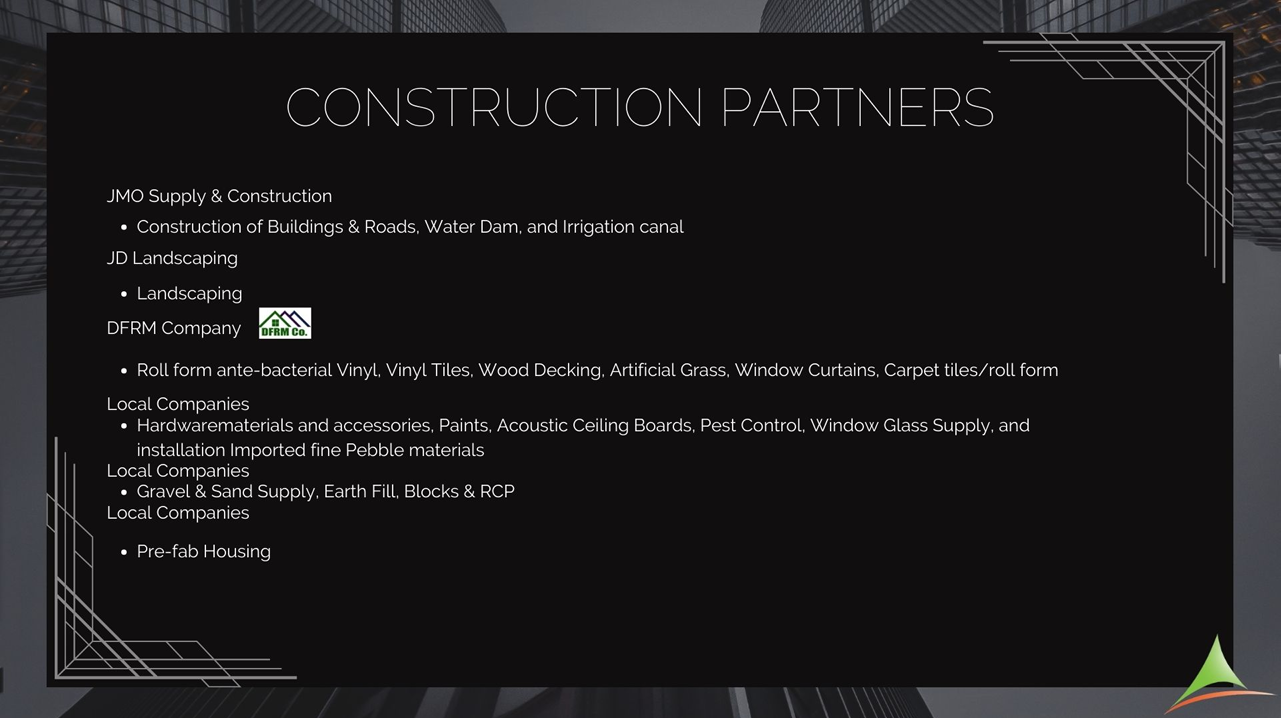 CONSTRUCTION PARTNERS
JMO Supply & Construction
• Construction of Buildings & Roads, Water Dam, and Irrigation canal
JD Landscaping
• Landscaping
DFRM Company
DFRM Co.
• Roll form ante-bacterial Vinyl, Vinyl Tiles, Wood Decking, Artificial Grass, Window Curtains, Carpet tiles/roll form
Local Companies
• Hardwarematerials and accessories, Paints, Acoustic Ceiling Boards, Pest Control, Window Glass Supply, and
installation Imported fine Pebble materials
Local Companies
• Gravel & Sand Supply, Earth Fill, Blocks & RCP
Local Companies
• Pre-fab Housing